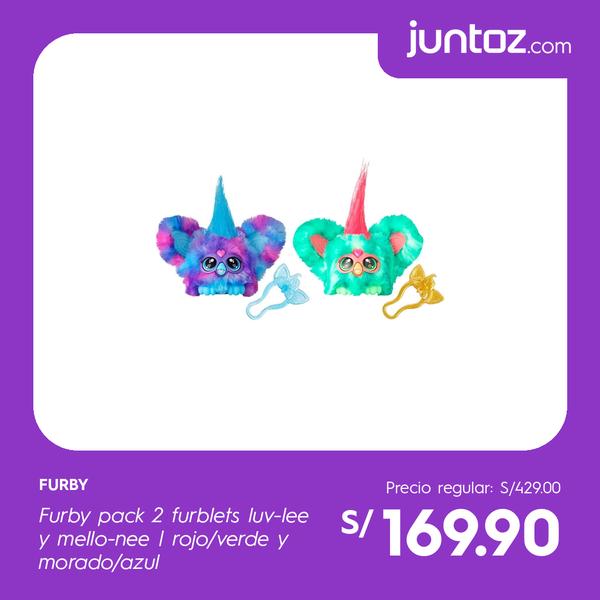 juntoz.com
FURBY
Furby pack 2 furblets luv-lee
y mello-nee | rojo/verde y
morado/azul
Precio regular: S/429.00
S/169.90